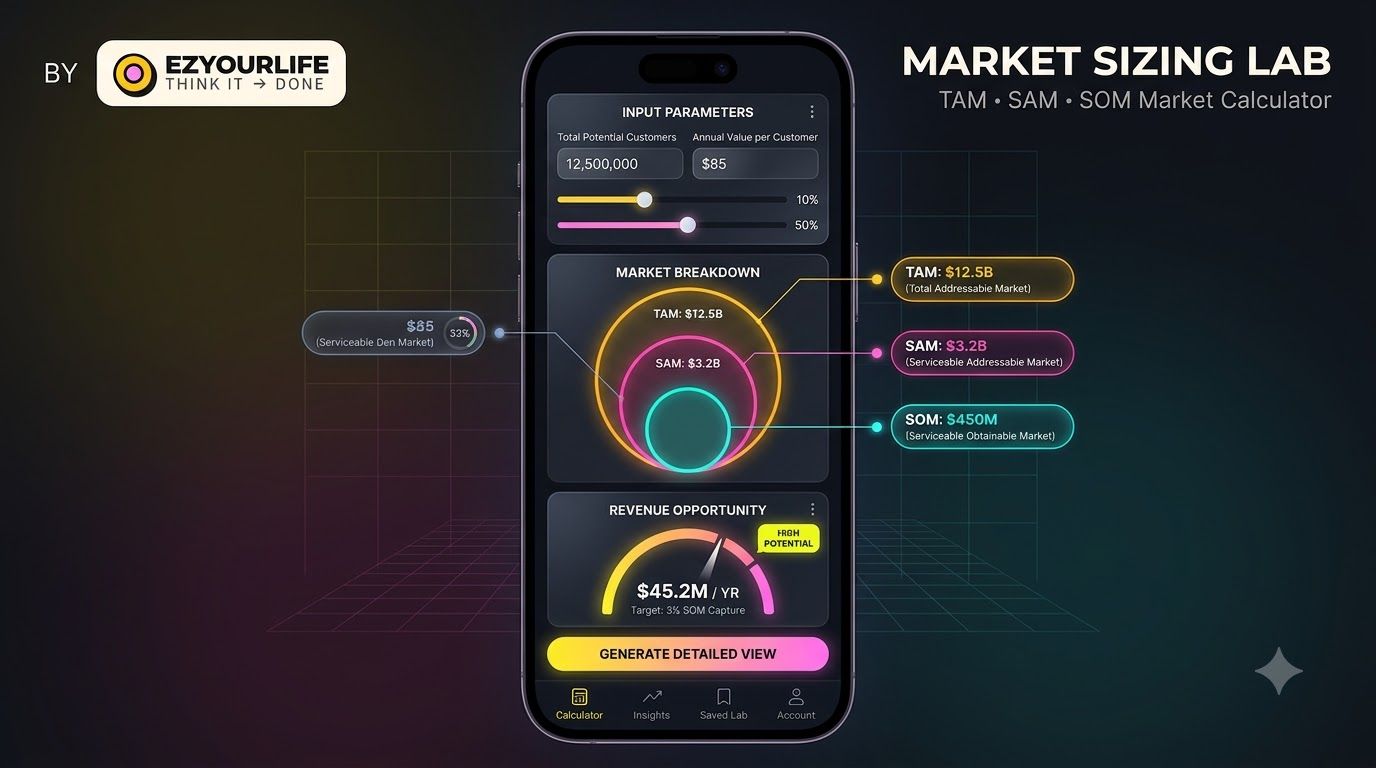 BY
EZYOURLIFE
THINK IT → DONE
MARKET SIZING LAB
TAM • SAM • SOM Market Calculator
INPUT PARAMETERS
Total Potential Customers
Annual Value per Customer
12,500,000
$85
10%
50%
MARKET BREAKDOWN
TAM: $12.5B
SAM: $3.2B
TAM: $12.5B
(Total Addressable Market)
SAM: $3.2B
(Serviceable Addressable Market)
SOM: $450M
(Serviceable Obtainable Market)
$85
33%
(Serviceable Den Market)
REVENUE OPPORTUNITY
POTENTIAL
$45.2M / YR
Target: 3% SOM Capture
GENERATE DETAILED VIEW
Calculator
Insights
Saved Lab
Account